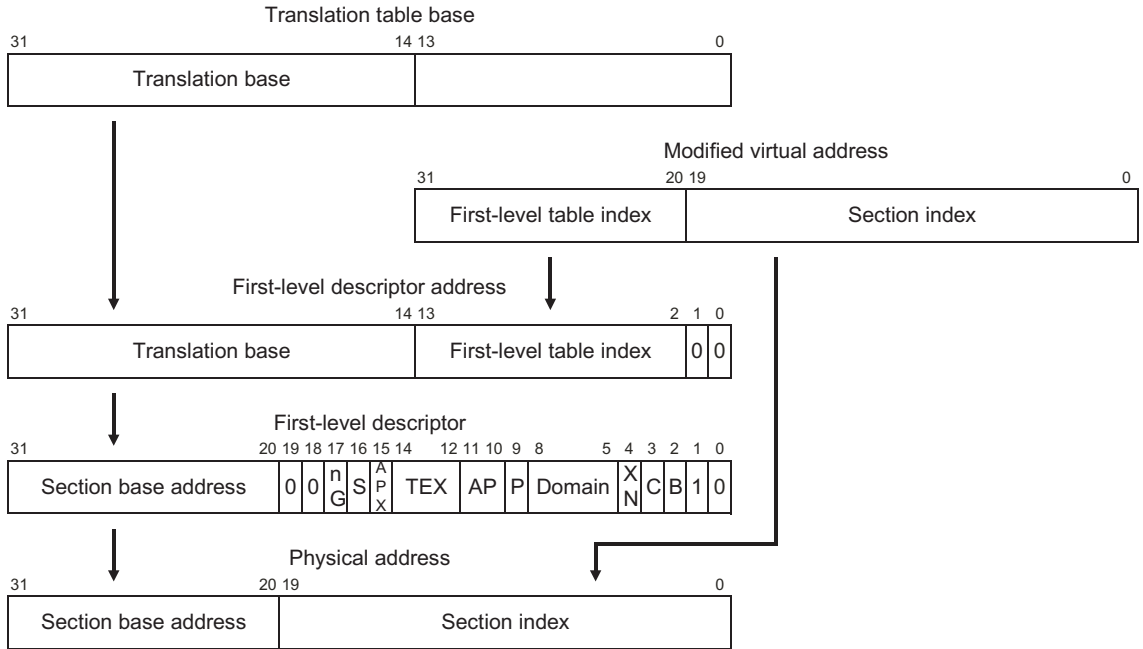 Translation table base
31 14 13 0
Translation base
Modified virtual address
31 20 19 0
First-level table index Section index
First-level descriptor address
31 14 13 2 1 0
Translation base First-level table index 0 0
First-level descriptor
31 20 19 18 17 16 15 14 12 11 10 9 8 5 4 3 2 1 0
Section base address 0 0 nG S APX TEX AP P Domain XN C B 1 0
Physical address
31 20 19 0
Section base address Section index